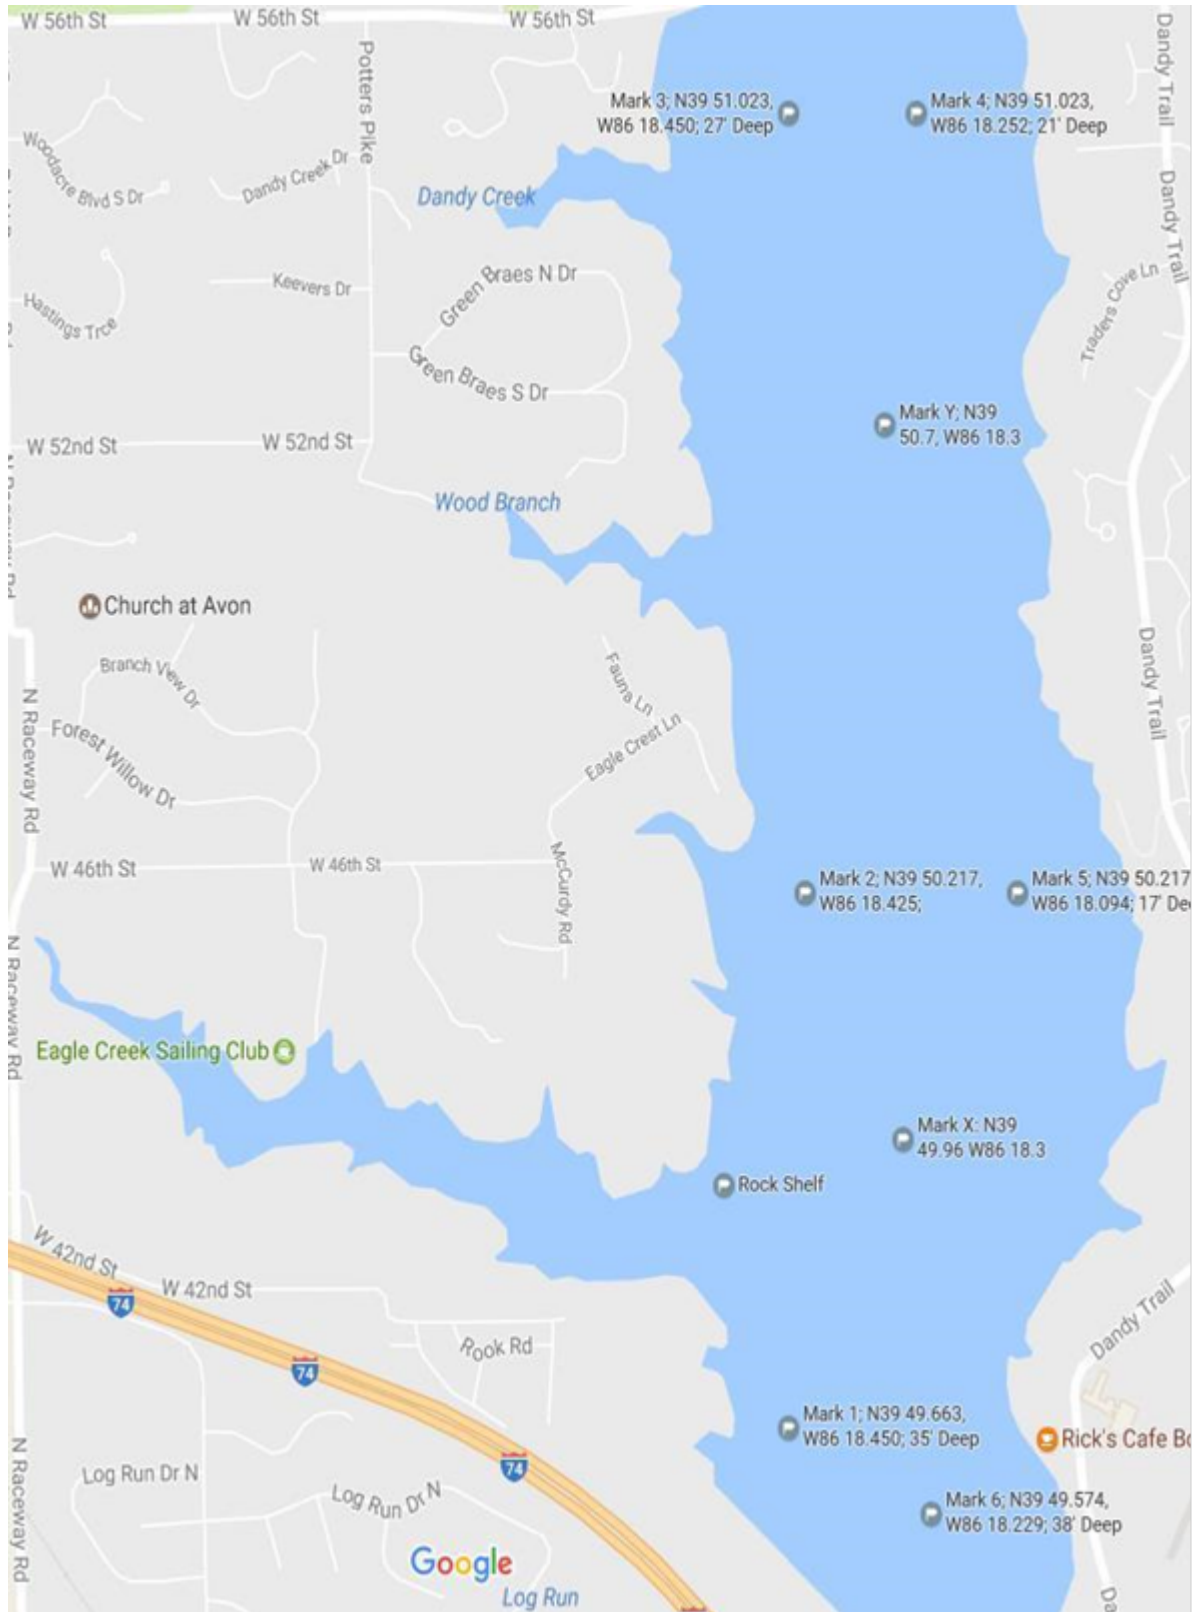 W 56th St
W 56th St
W 56th St
Potters Pike
Dandy Trail
Mark 3; N39 51.023,
W86 18.450; 27' Deep
Mark 4; N39 51.023,
W86 18.252; 21' Deep
Woodacre Blvd S Dr
Dandy Creek Dr
Dandy Creek
Dandy Trail
Green Braes N Dr
Keevers Dr
Hastings Trce
Traders Cove Ln
Green Braes S Dr
Mark Y; N39
50.7, W86 18.3
W 52nd St
W 52nd St
Wood Branch
Church at Avon
Branch View Dr
Fauna Ln
Dandy Trail
N Raceway Rd
Forest Willow Dr
Eagle Crest Ln
W 46th St
W 46th St
McCurdy Rd
Mark 2; N39 50.217,
W86 18.425;
Mark 5; N39 50.217
W86 18.094; 17' Dee
N Raceway Rd
Eagle Creek Sailing Club
Mark X: N39
49.96 W86 18.3
Rock Shelf
W 42nd St
W 42nd St
74
Rook Rd
Dandy Trail
74
Mark 1; N39 49.663,
W86 18.450; 35' Deep
Rick's Cafe Bo
N Raceway Rd
74
Log Run Dr N
Log Run Dr N
Mark 6; N39 49.574,
W86 18.229; 38' Deep
Google
Log Run
Da